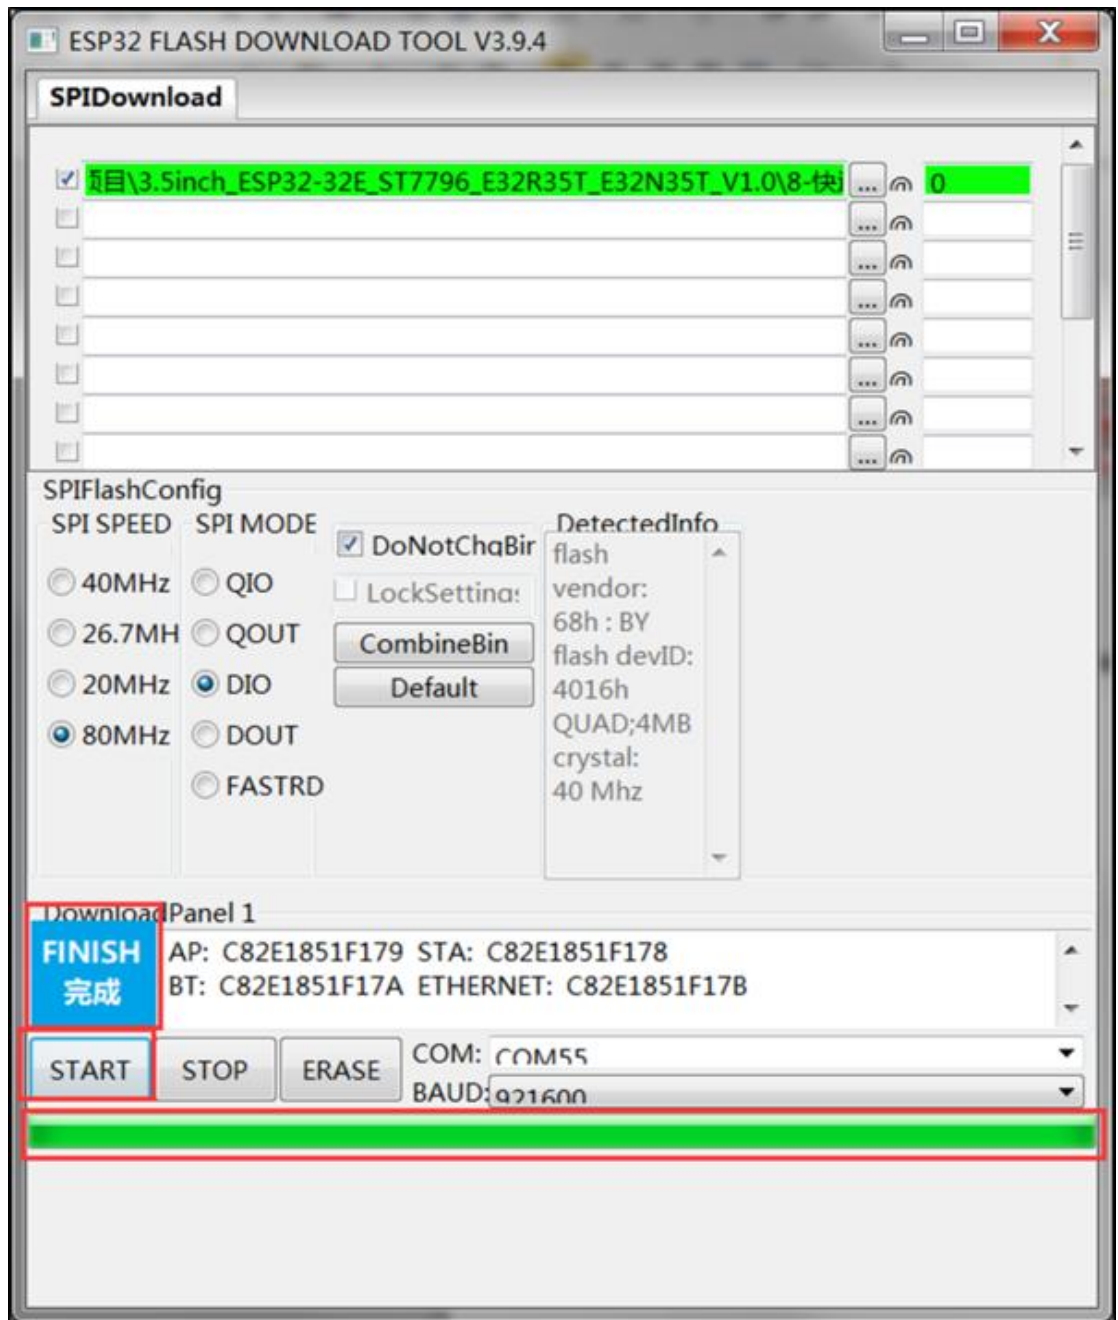 ESP32 FLASH DOWNLOAD TOOL V3.9.4
SPIDownload
项目\3.5inch_ESP32-32E_ST7796_E32R35T_E32N35T_V1.0\8-快 ... @ 0
... @
... @
... @
... @
... @
... @
... @
SPIFlashConfig
SPI SPEED SPI MODE DetectedInfo
40MHz
26.7MH
20MHz
80MHz
QIO
QOUT
DIO
DOUT
FASTRD
DoNotChgBin
LockSettings
CombineBin
Default
flash
vendor:
68h : BY
flash devID:
4016h
QUAD;4MB
crystal:
40 Mhz
DownloadPanel 1
FINISH
完成
AP: C82E1851F179 STA: C82E1851F178
BT: C82E1851F17A ETHERNET: C82E1851F17B
START STOP ERASE
COM: COM55
BAUD: 921600